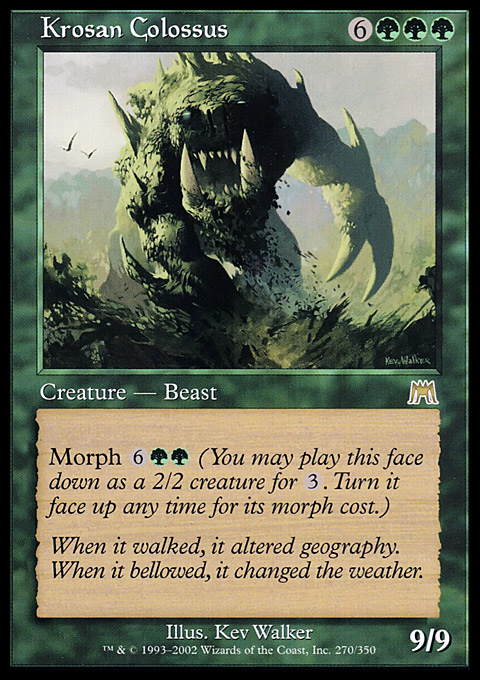 Krosan Colossus 6
KEV WALKER
Creature — Beast
Morph 6 (You may play this face
down as a 2/2 creature for 3. Turn it
face up any time for its morph cost.)
When it walked, it altered geography.
When it bellowed, it changed the weather.
Illus. Kev Walker
™ & © 1993–2002 Wizards of the Coast, Inc. 270/350
9/9